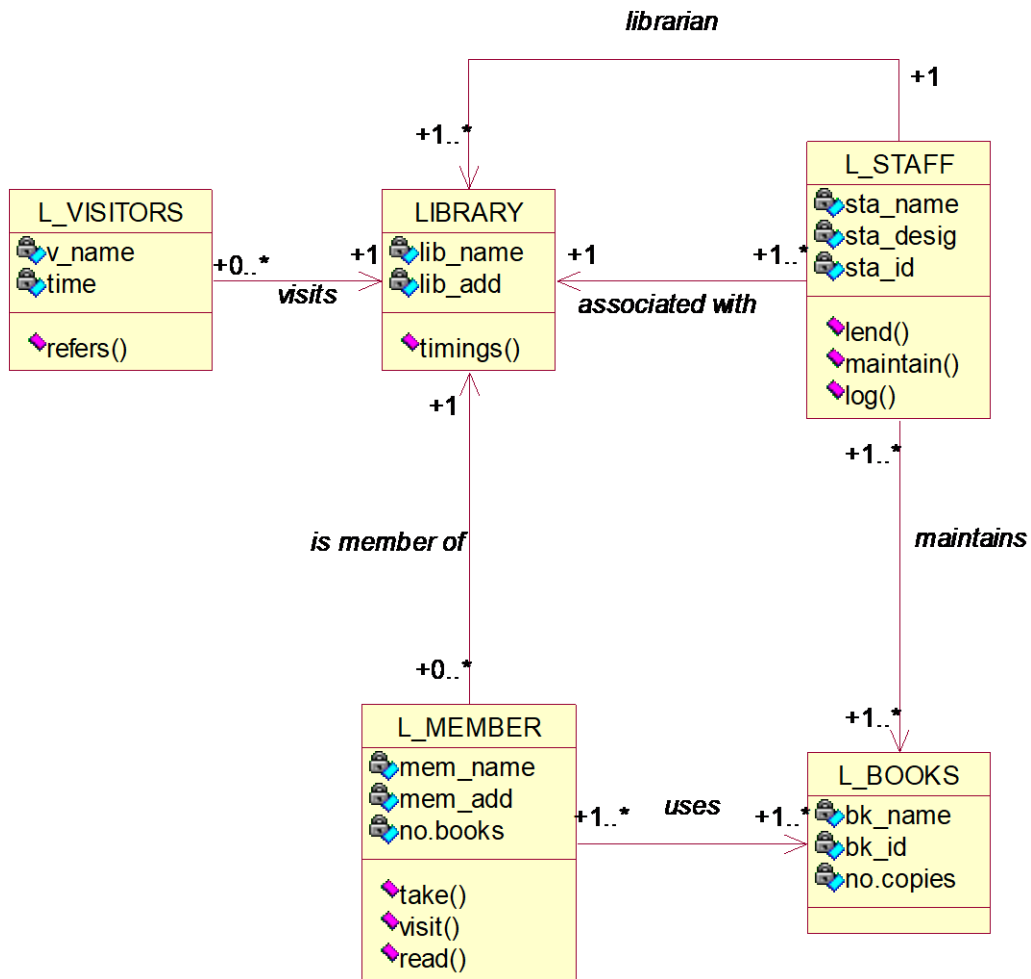 librarian
+1
+1..*
L_STAFF
sta_name
sta_desig
sta_id
lend()
maintain()
log()
L_VISITORS
v_name
time
refers()
+0..*
visits
+1
LIBRARY
lib_name
lib_add
timings()
+1
associated with
+1..*
+1
is member of
+0..*
+1..*
maintains
+1..*
L_MEMBER
mem_name
mem_add
no.books
take()
visit()
read()
+1..*
uses
+1..*
L_BOOKS
bk_name
bk_id
no.copies